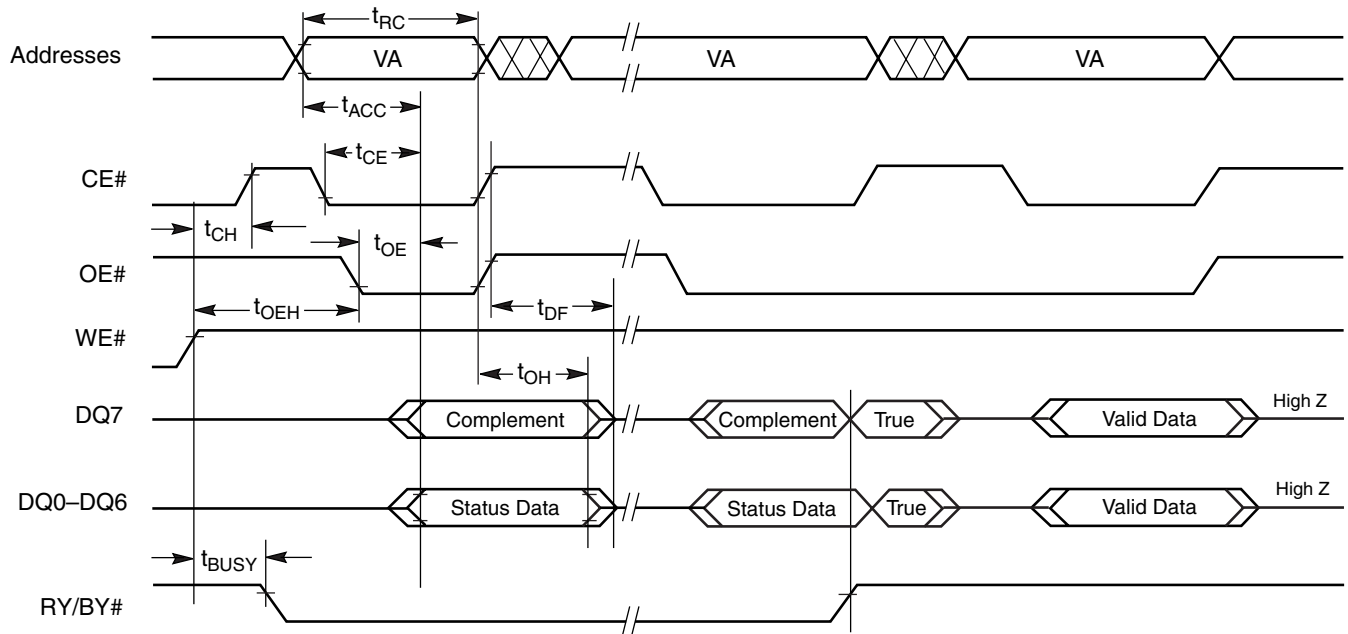 tRC
Addresses VA VA VA
tACC
tCE
CE#
tCH tOE
OE#
tOEH tDF
WE#
tOH
DQ7 Complement Complement True Valid Data High Z
DQ0–DQ6 Status Data Status Data True Valid Data High Z
tBUSY
RY/BY#